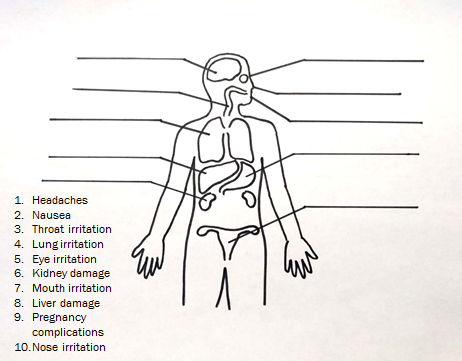 1. Headaches
2. Nausea
3. Throat irritation
4. Lung irritation
5. Eye irritation
6. Kidney damage
7. Mouth irritation
8. Liver damage
9. Pregnancy
complications
10. Nose irritation